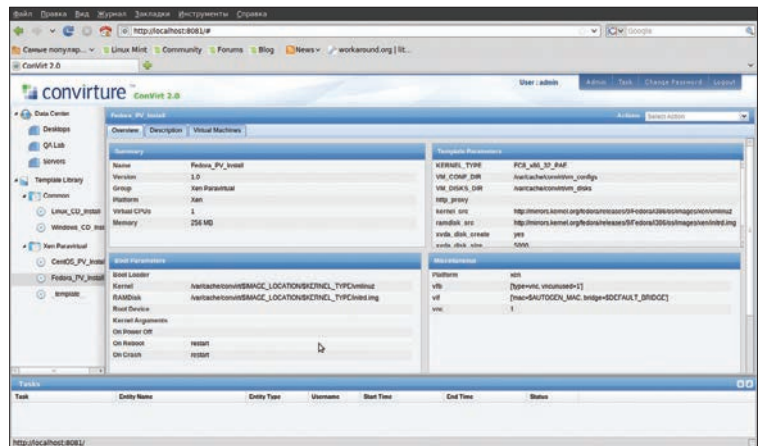 Файл Правка Вид Журнал Закладки Инструменты Справка
http://localhost:8081/#
Google
Самые популяр... Linux Mint Community Forums Blog News workaround.org | lit...
ConVirt 2.0
convirture ConVirt 2.0
User : admin
Admin Task Change Password Logout
Data Center
Desktops
QA Lab
Servers
Template Library
Common
Linux_CD_Install
Windows_CD_Inst
Xen Paravirtual
CentOS_PV_Instal
Fedora_PV_Install
_template_
Fedora_PV_Install
Actions: Select Action
Overview Description Virtual Machines
Summary
Name Fedora_PV_Install
Version 1.0
Group Xen Paravirtual
Platform Xen
Virtual CPUs 1
Memory 256 MB
Template Parameters
KERNEL_TYPE FC8_x86_32_PAE
VM_CONF_DIR /var/cache/convirt/vm_configs
VM_DISKS_DIR /var/cache/convirt/vm_disks
http_proxy
kernel_src http://mirrors.kernel.org/fedora/releases/9/Fedora/i386/os/images/xen/vmlinuz
ramdisk_src http://mirrors.kernel.org/fedora/releases/9/Fedora/i386/os/images/xen/initrd.img
xvda_disk_create yes
xvda_disk_size 5000
Boot Parameters
Boot Loader
Kernel /var/cache/convirt/$IMAGE_LOCATION/$KERNEL_TYPE/vmlinuz
RAMDisk /var/cache/convirt/$IMAGE_LOCATION/$KERNEL_TYPE/initrd.img
Root Device
Kernel Arguments
On Power Off
On Reboot restart
On Crash restart
Miscellaneous
Platform xen
vfb ['type=vnc, vncunused=1']
vif ['mac=$AUTOGEN_MAC, bridge=$DEFAULT_BRIDGE']
vnc 1
Tasks
Task Entity Name Entity Type Username Start Time End Time Status
http://localhost:8081/